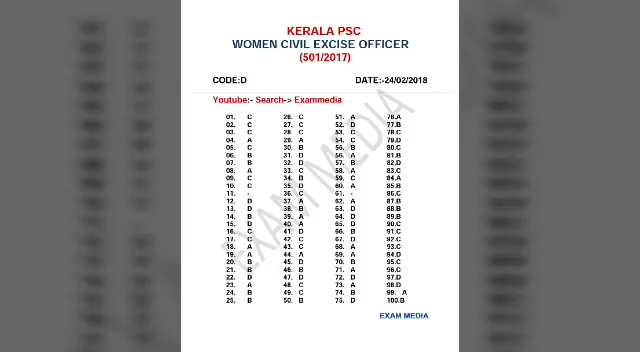 KERALA PSC
WOMEN CIVIL EXCISE OFFICER
(501/2017)
CODE:D DATE:-24/02/2018
Youtube:- Search-> Exammedia
01. C 26. C 51. A 76.A
02. C 27. C 52. D 77.B
03. C 28. C 53. C 78.C
04. A 29. A 54. C 79.D
05. C 30. B 55. B 80.C
06. B 31. D 56. A 81.B
07. B 32. D 57. B 82.D
08. A 33. C 58. A 83.C
09. C 34. B 59. C 84.A
10. C 35. D 60. A 85.B
11. - 36. C 61. - 86.C
12. D 37. A 62. A 87.B
13. D 38. B 63. D 88.B
14. B 39. A 64. D 89.B
15. D 40. A 65. D 90.C
16. C 41. D 66. B 91.C
17. C 42. C 67. D 92.C
18. A 43. C 68. A 93.C
19. A 44. A 69. A 94.D
20. B 45. D 70. B 95.C
21. B 46. B 71. A 96.C
22. D 47. D 72. D 97.D
23. A 48. C 73. A 98.D
24. B 49. C 74. B 99. A
25. B 50. B 75. D 100.B
EXAM MEDIA
EXAM MEDIA